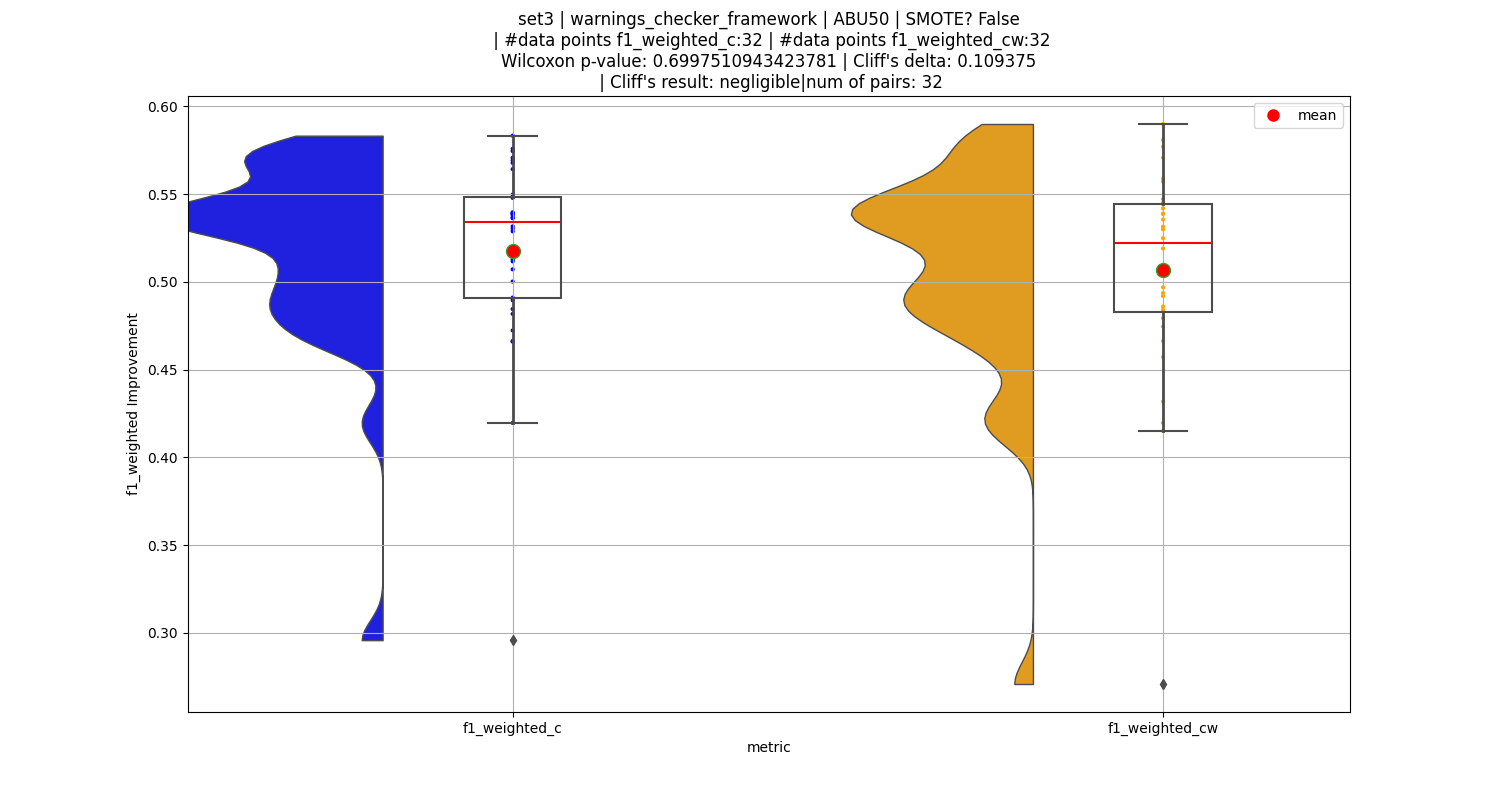 set3 | warnings_checker_framework | ABU50 | SMOTE? False
| #data points f1_weighted_c:32 | #data points f1_weighted_cw:32
Wilcoxon p-value: 0.6997510943423781 | Cliff's delta: 0.109375
| Cliff's result: negligible|num of pairs: 32
mean
0.60
0.55
0.50
0.45
0.40
0.35
0.30
f1_weighted Improvement
f1_weighted_c
f1_weighted_cw
metric